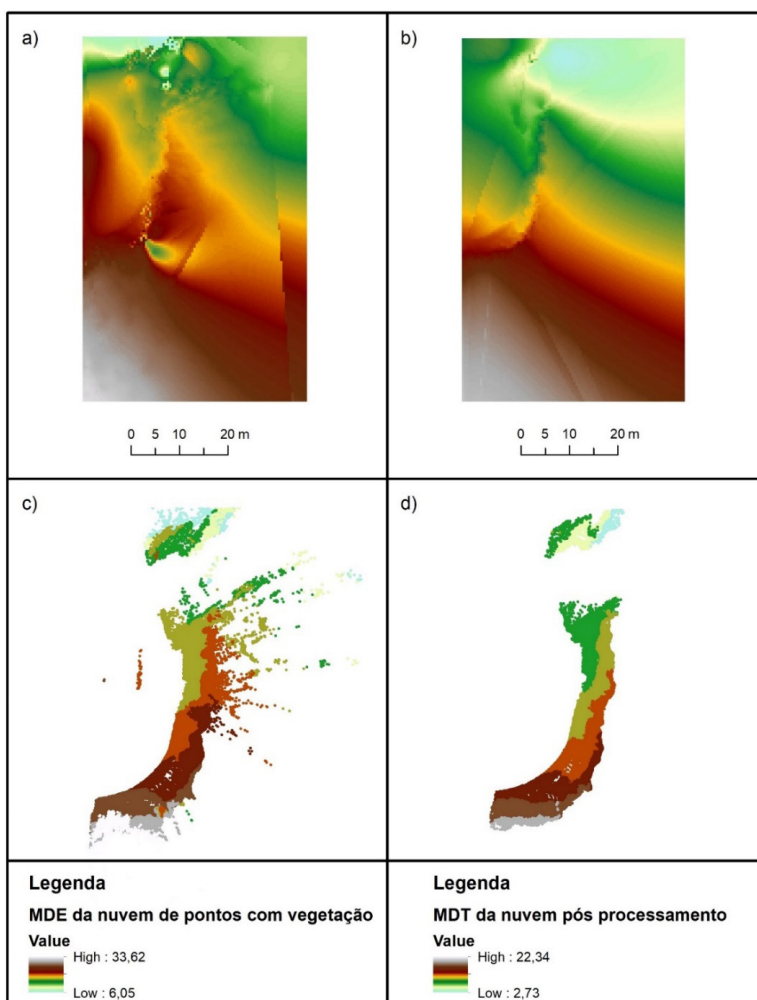 a)
b)
0 5 10 20 m
0 5 10 20 m
c)
d)
Legenda
MDE da nuvem de pontos com vegetação
Value
High : 33,62
Low : 6,05
Legenda
MDT da nuvem pós processamento
Value
High : 22,34
Low : 2,73